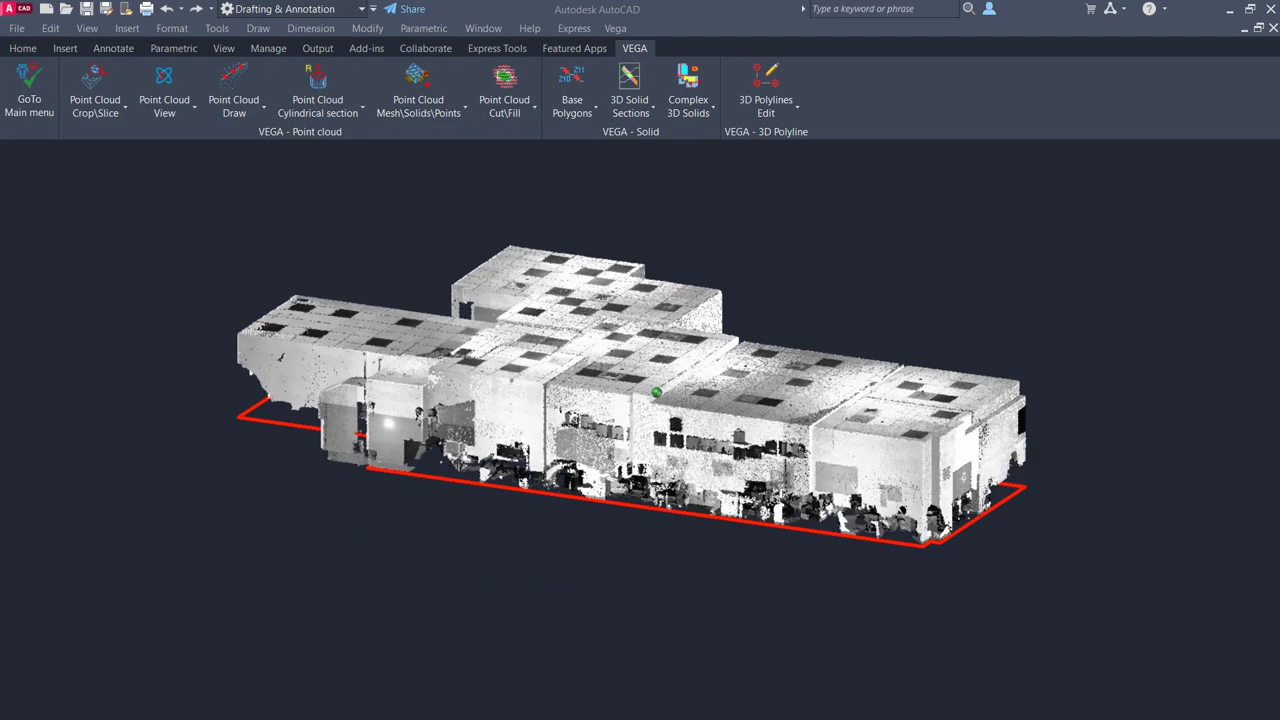 A CAD Drafting & Annotation Share Autodesk AutoCAD Type a keyword or phrase
File Edit View Insert Format Tools Draw Dimension Modify Parametric Window Help Express Vega
Home Insert Annotate Parametric View Manage Output Add-ins Collaborate Express Tools Featured Apps VEGA
GoTo
Main menu
Point Cloud
Crop\Slice
Point Cloud
View
Point Cloud
Draw
R
Point Cloud
Cylindrical section
Point Cloud
Mesh\Solids\Points
Point Cloud
Cut\Fill
211
210
Base
Polygons
3D Solid
Sections
Complex
3D Solids
3D Polylines
Edit
VEGA - Point cloud VEGA - Solid VEGA - 3D Polyline